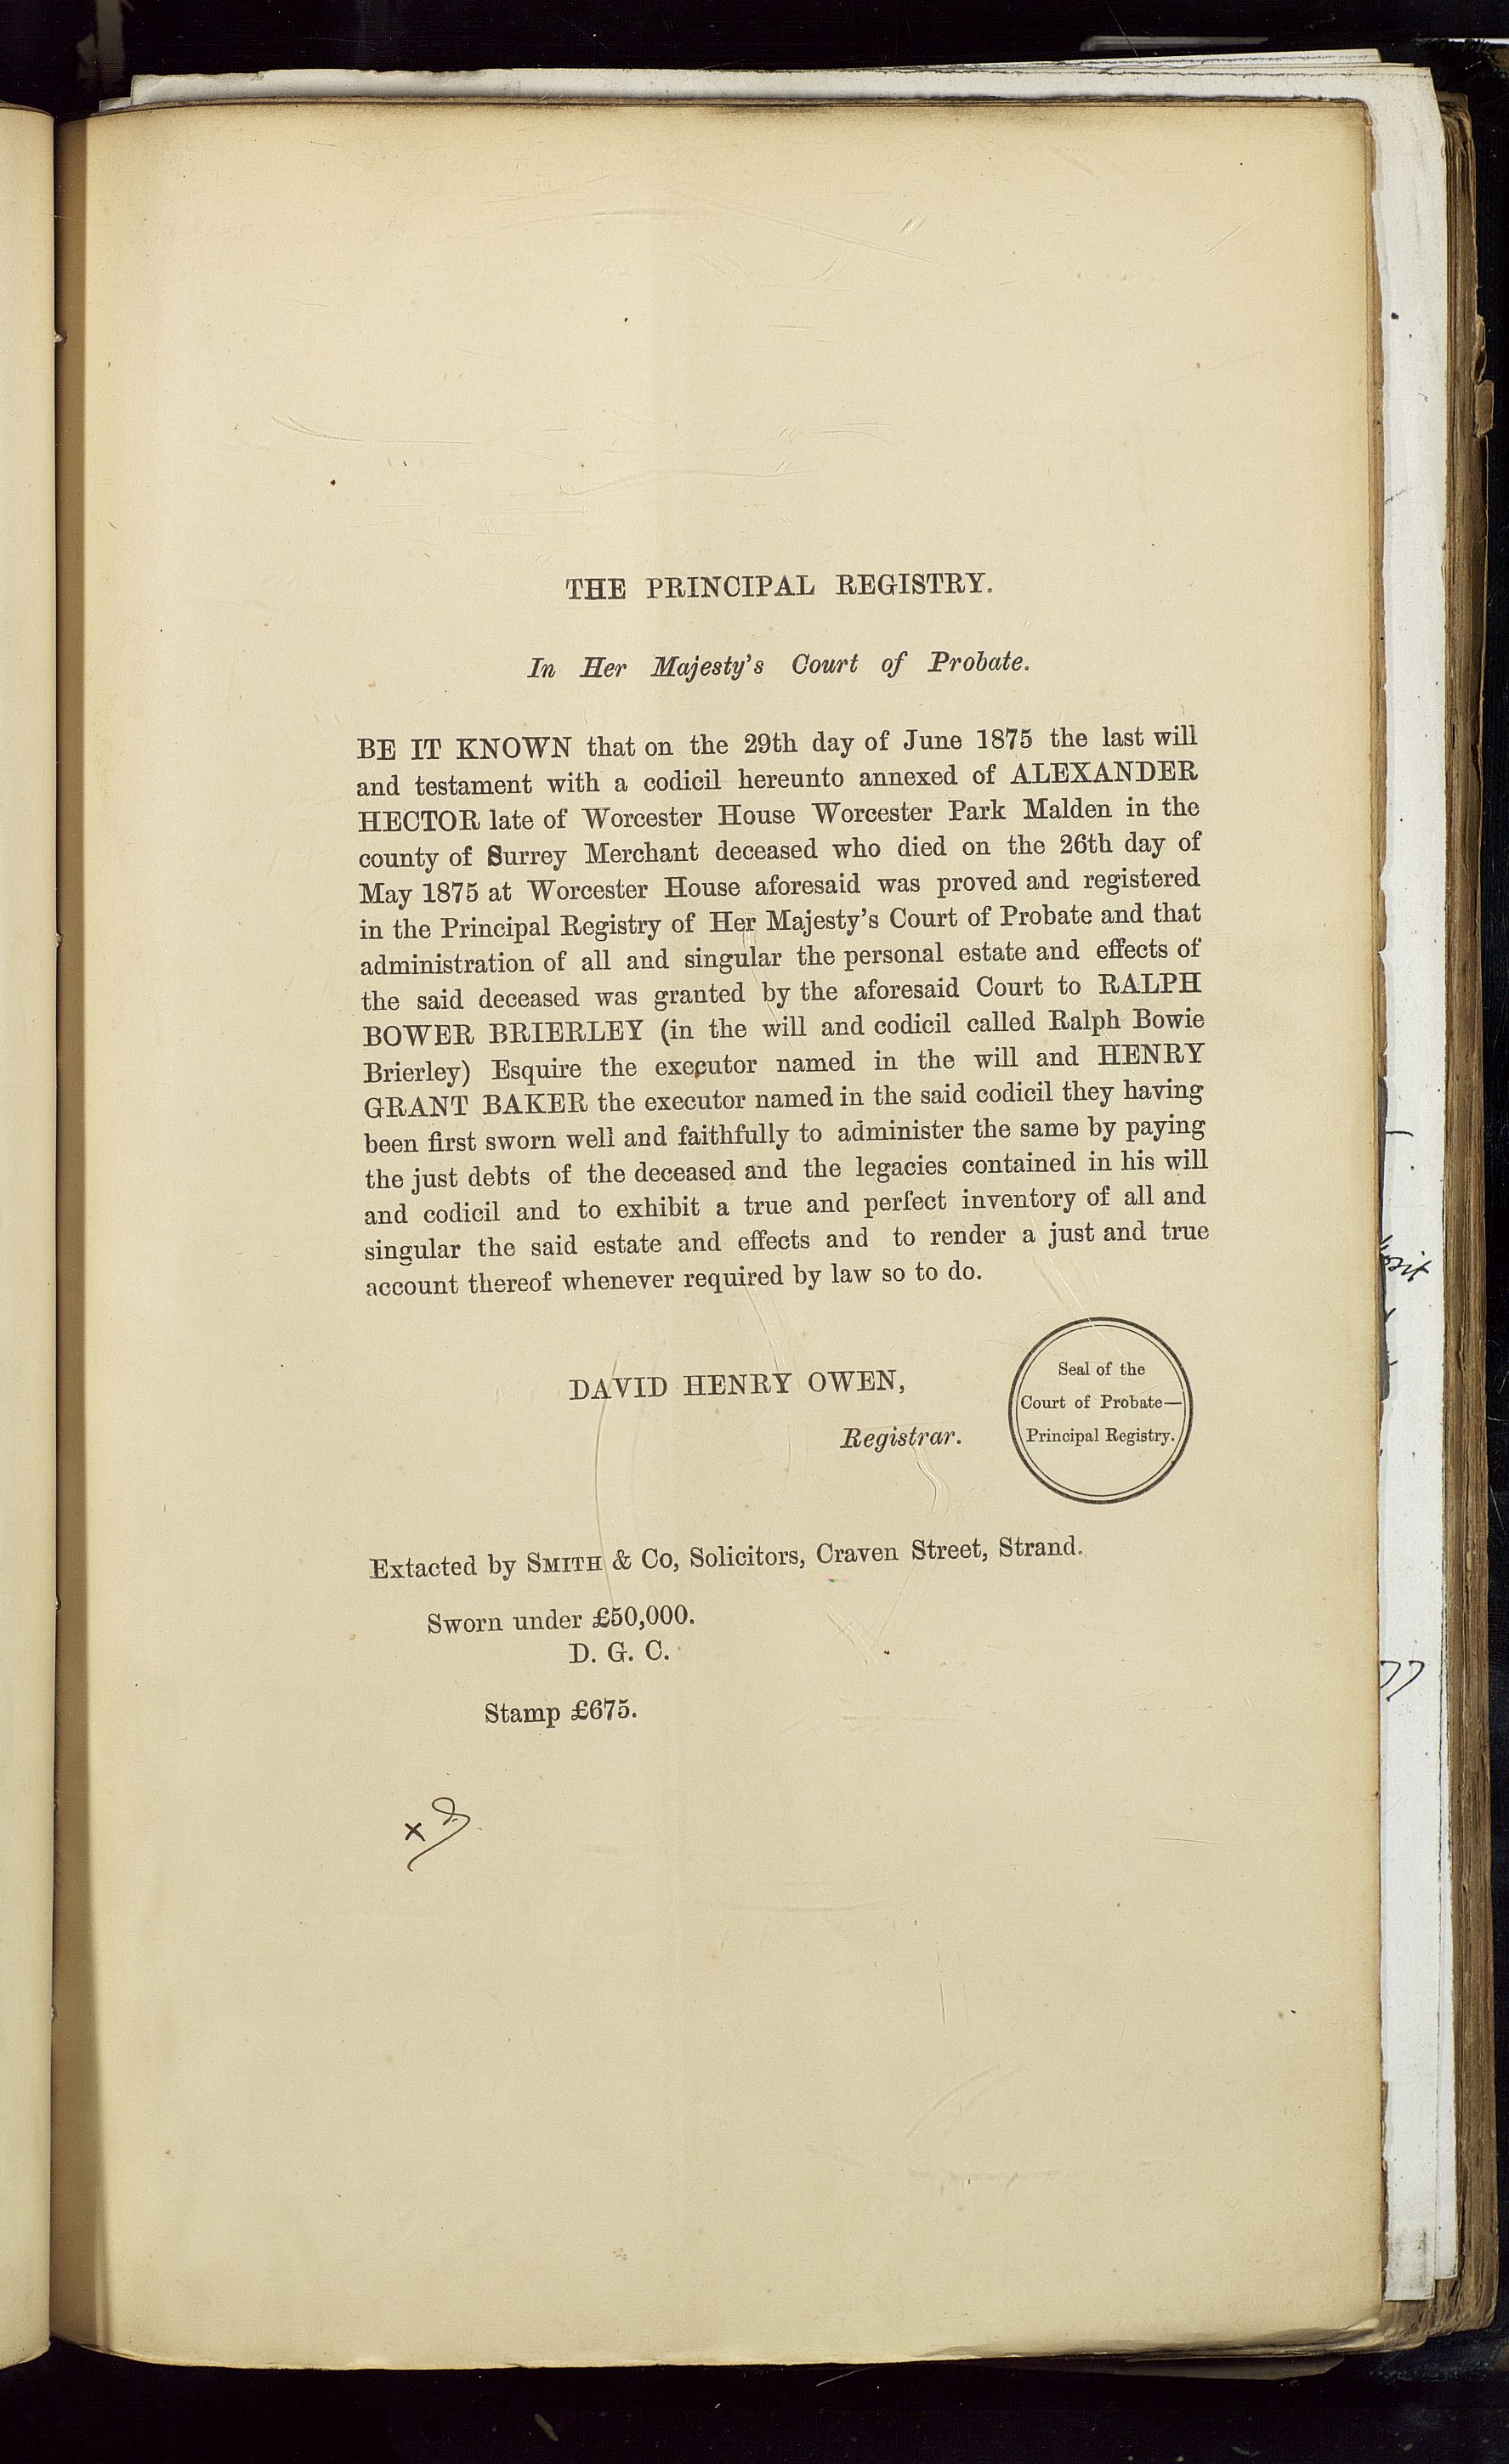 THE PRINCIPAL REGISTRY.
In Her Majesty's Court of Probate.
BE IT KNOWN that on the 29th day of June 1875 the last will
and testament with a codicil hereunto annexed of ALEXANDER
HECTOR late of Worcester House Worcester Park Malden in the
county of Surrey Merchant deceased who died on the 26th day of
May 1875 at Worcester House aforesaid was proved and registered
in the Principal Registry of Her Majesty's Court of Probate and that
administration of all and singular the personal estate and effects of
the said deceased was granted by the aforesaid Court to RALPH
BOWER BRIERLEY (in the will and codicil called Ralph Bowie
Brierley) Esquire the executor named in the will and HENRY
GRANT BAKER the executor named in the said codicil they having
been first sworn well and faithfully to administer the same by paying
the just debts of the deceased and the legacies contained in his will
and codicil and to exhibit a true and perfect inventory of all and
singular the said estate and effects and to render a just and true
account thereof whenever required by law so to do.
DAVID HENRY OWEN,
Registrar.
Seal of the
Court of Probate—
Principal Registry.
Extacted by SMITH & Co, Solicitors, Craven Street, Strand.
Sworn under £50,000.
D. G. C.
Stamp £675.